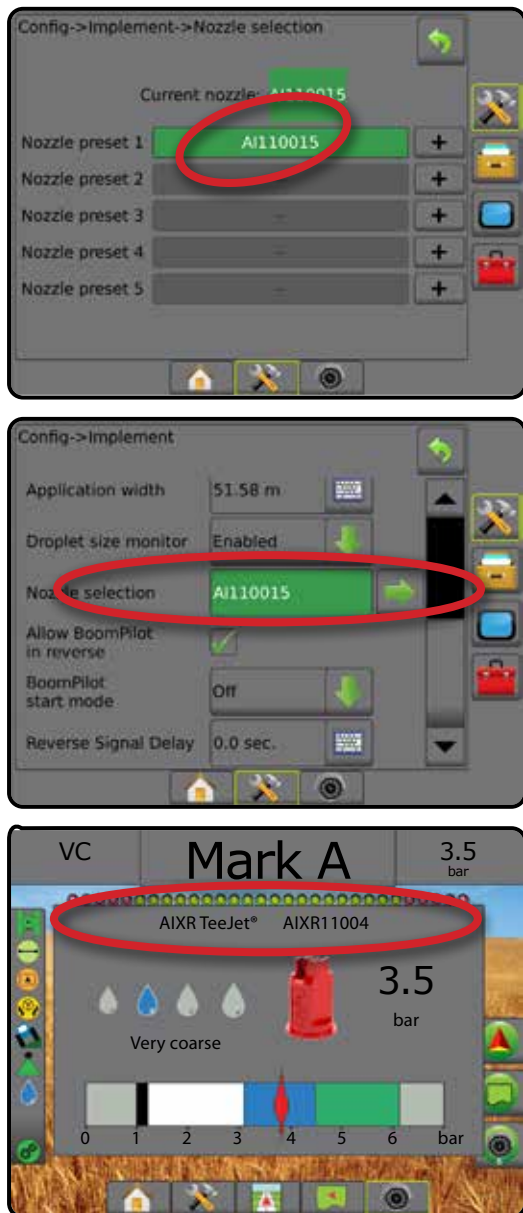 Config->Implement->Nozzle selection
Current nozzle: AI110015
Nozzle preset 1 AI110015 +
Nozzle preset 2 - +
Nozzle preset 3 - +
Nozzle preset 4 - +
Nozzle preset 5 - +
Config->Implement
Application width 51.58 m
Droplet size monitor Enabled
Nozzle selection AI110015
Allow BoomPilot
in reverse
BoomPilot
start mode Off
Reverse Signal Delay 0.0 sec.
VC Mark A 3.5
bar
AIXR TeeJet® AIXR11004
3.5
bar
Very coarse
0 1 2 3 4 5 6 bar